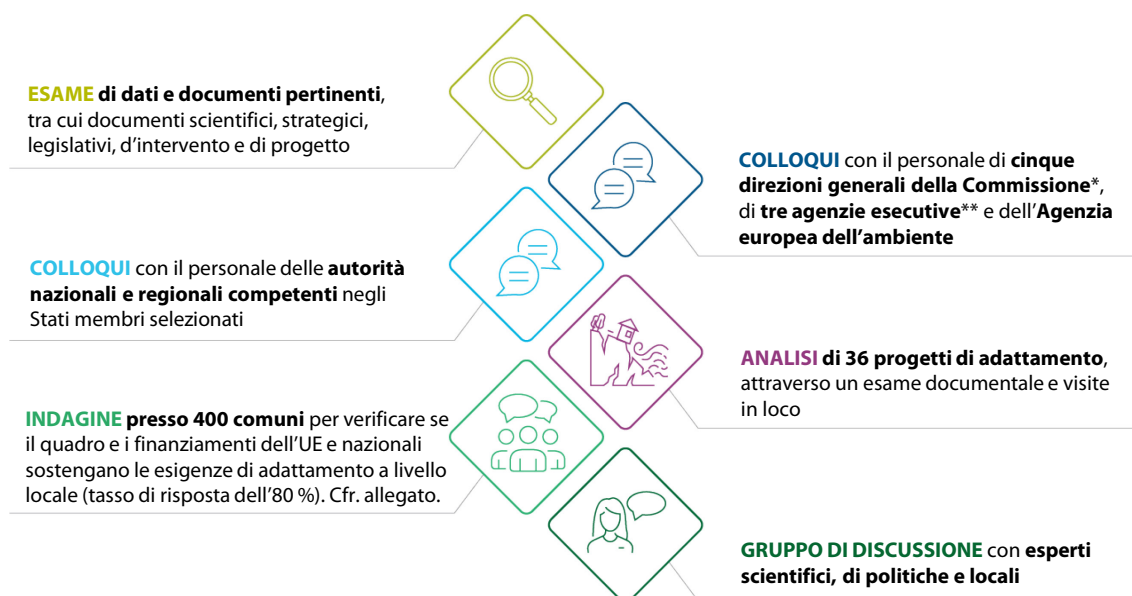 ESAME di dati e documenti pertinenti,
tra cui documenti scientifici, strategici,
legislativi, d'intervento e di progetto
COLLOQUI con il personale di cinque
direzioni generali della Commissione*,
di tre agenzie esecutive** e dell'Agenzia
europea dell'ambiente
COLLOQUI con il personale delle autorità
nazionali e regionali competenti negli
Stati membri selezionati
ANALISI di 36 progetti di adattamento,
attraverso un esame documentale e visite
in loco
INDAGINE presso 400 comuni per verificare se
il quadro e i finanziamenti dell'UE e nazionali
sostengano le esigenze di adattamento a livello
locale (tasso di risposta dell'80 %). Cfr. allegato.
GRUPPO DI DISCUSSIONE con esperti
scientifici, di politiche e locali